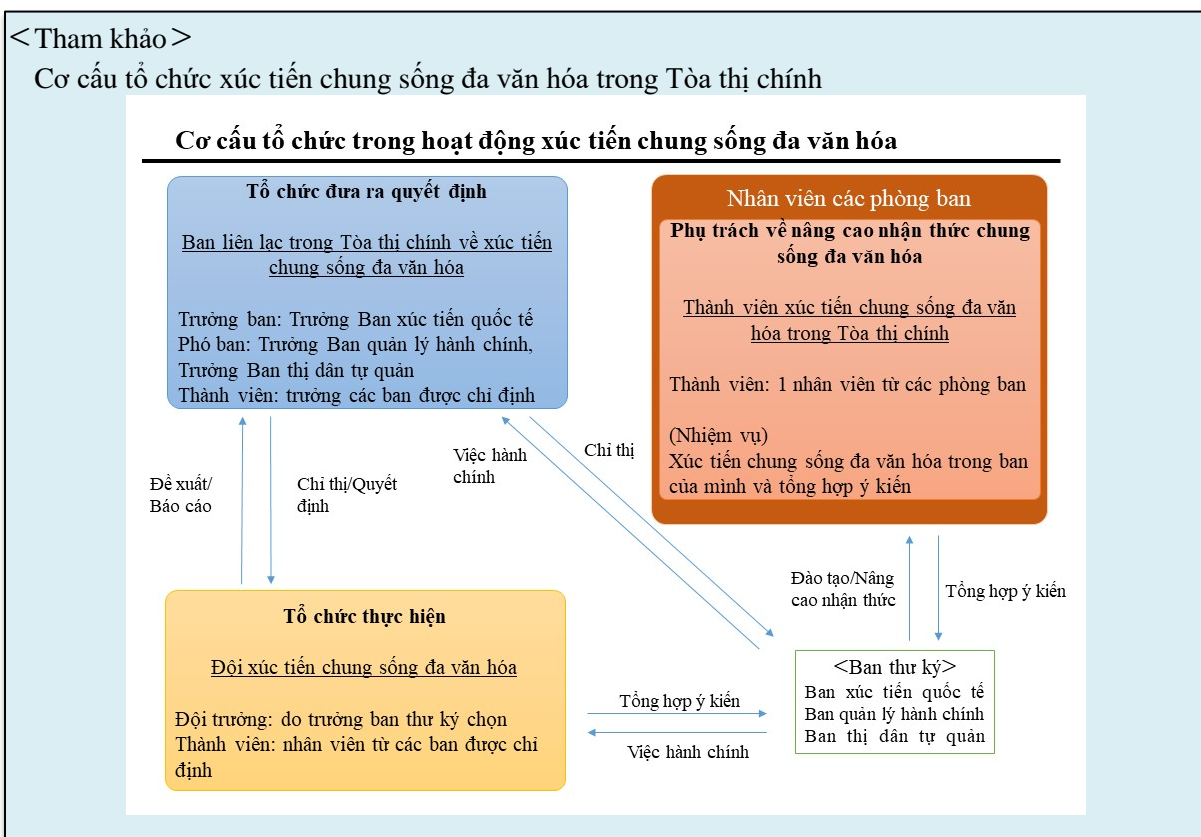 <Tham khảo>
Cơ cấu tổ chức xúc tiến chung sống đa văn hóa trong Tòa thị chính
Cơ cấu tổ chức trong hoạt động xúc tiến chung sống đa văn hóa
Tổ chức đưa ra quyết định
Ban liên lạc trong Tòa thị chính về xúc tiến
chung sống đa văn hóa
Trưởng ban: Trưởng Ban xúc tiến quốc tế
Phó ban: Trưởng Ban quản lý hành chính,
Trưởng Ban thị dân tự quản
Thành viên: trưởng các ban được chỉ định
Nhân viên các phòng ban
Phụ trách về nâng cao nhận thức chung
sống đa văn hóa
Thành viên xúc tiến chung sống đa văn
hóa trong Tòa thị chính
Thành viên: 1 nhân viên từ các phòng ban
(Nhiệm vụ)
Xúc tiến chung sống đa văn hóa trong ban
của mình và tổng hợp ý kiến
Đề xuất/
Báo cáo
Chỉ thị/Quyết
định
Việc hành
chính
Chỉ thị
Đào tạo/Nâng
cao nhận thức
Tổng hợp ý kiến
Tổ chức thực hiện
Đội xúc tiến chung sống đa văn hóa
Đội trưởng: do trưởng ban thư ký chọn
Thành viên: nhân viên từ các ban được chỉ
định
Tổng hợp ý kiến
Việc hành chính
<Ban thư ký>
Ban xúc tiến quốc tế
Ban quản lý hành chính
Ban thị dân tự quản